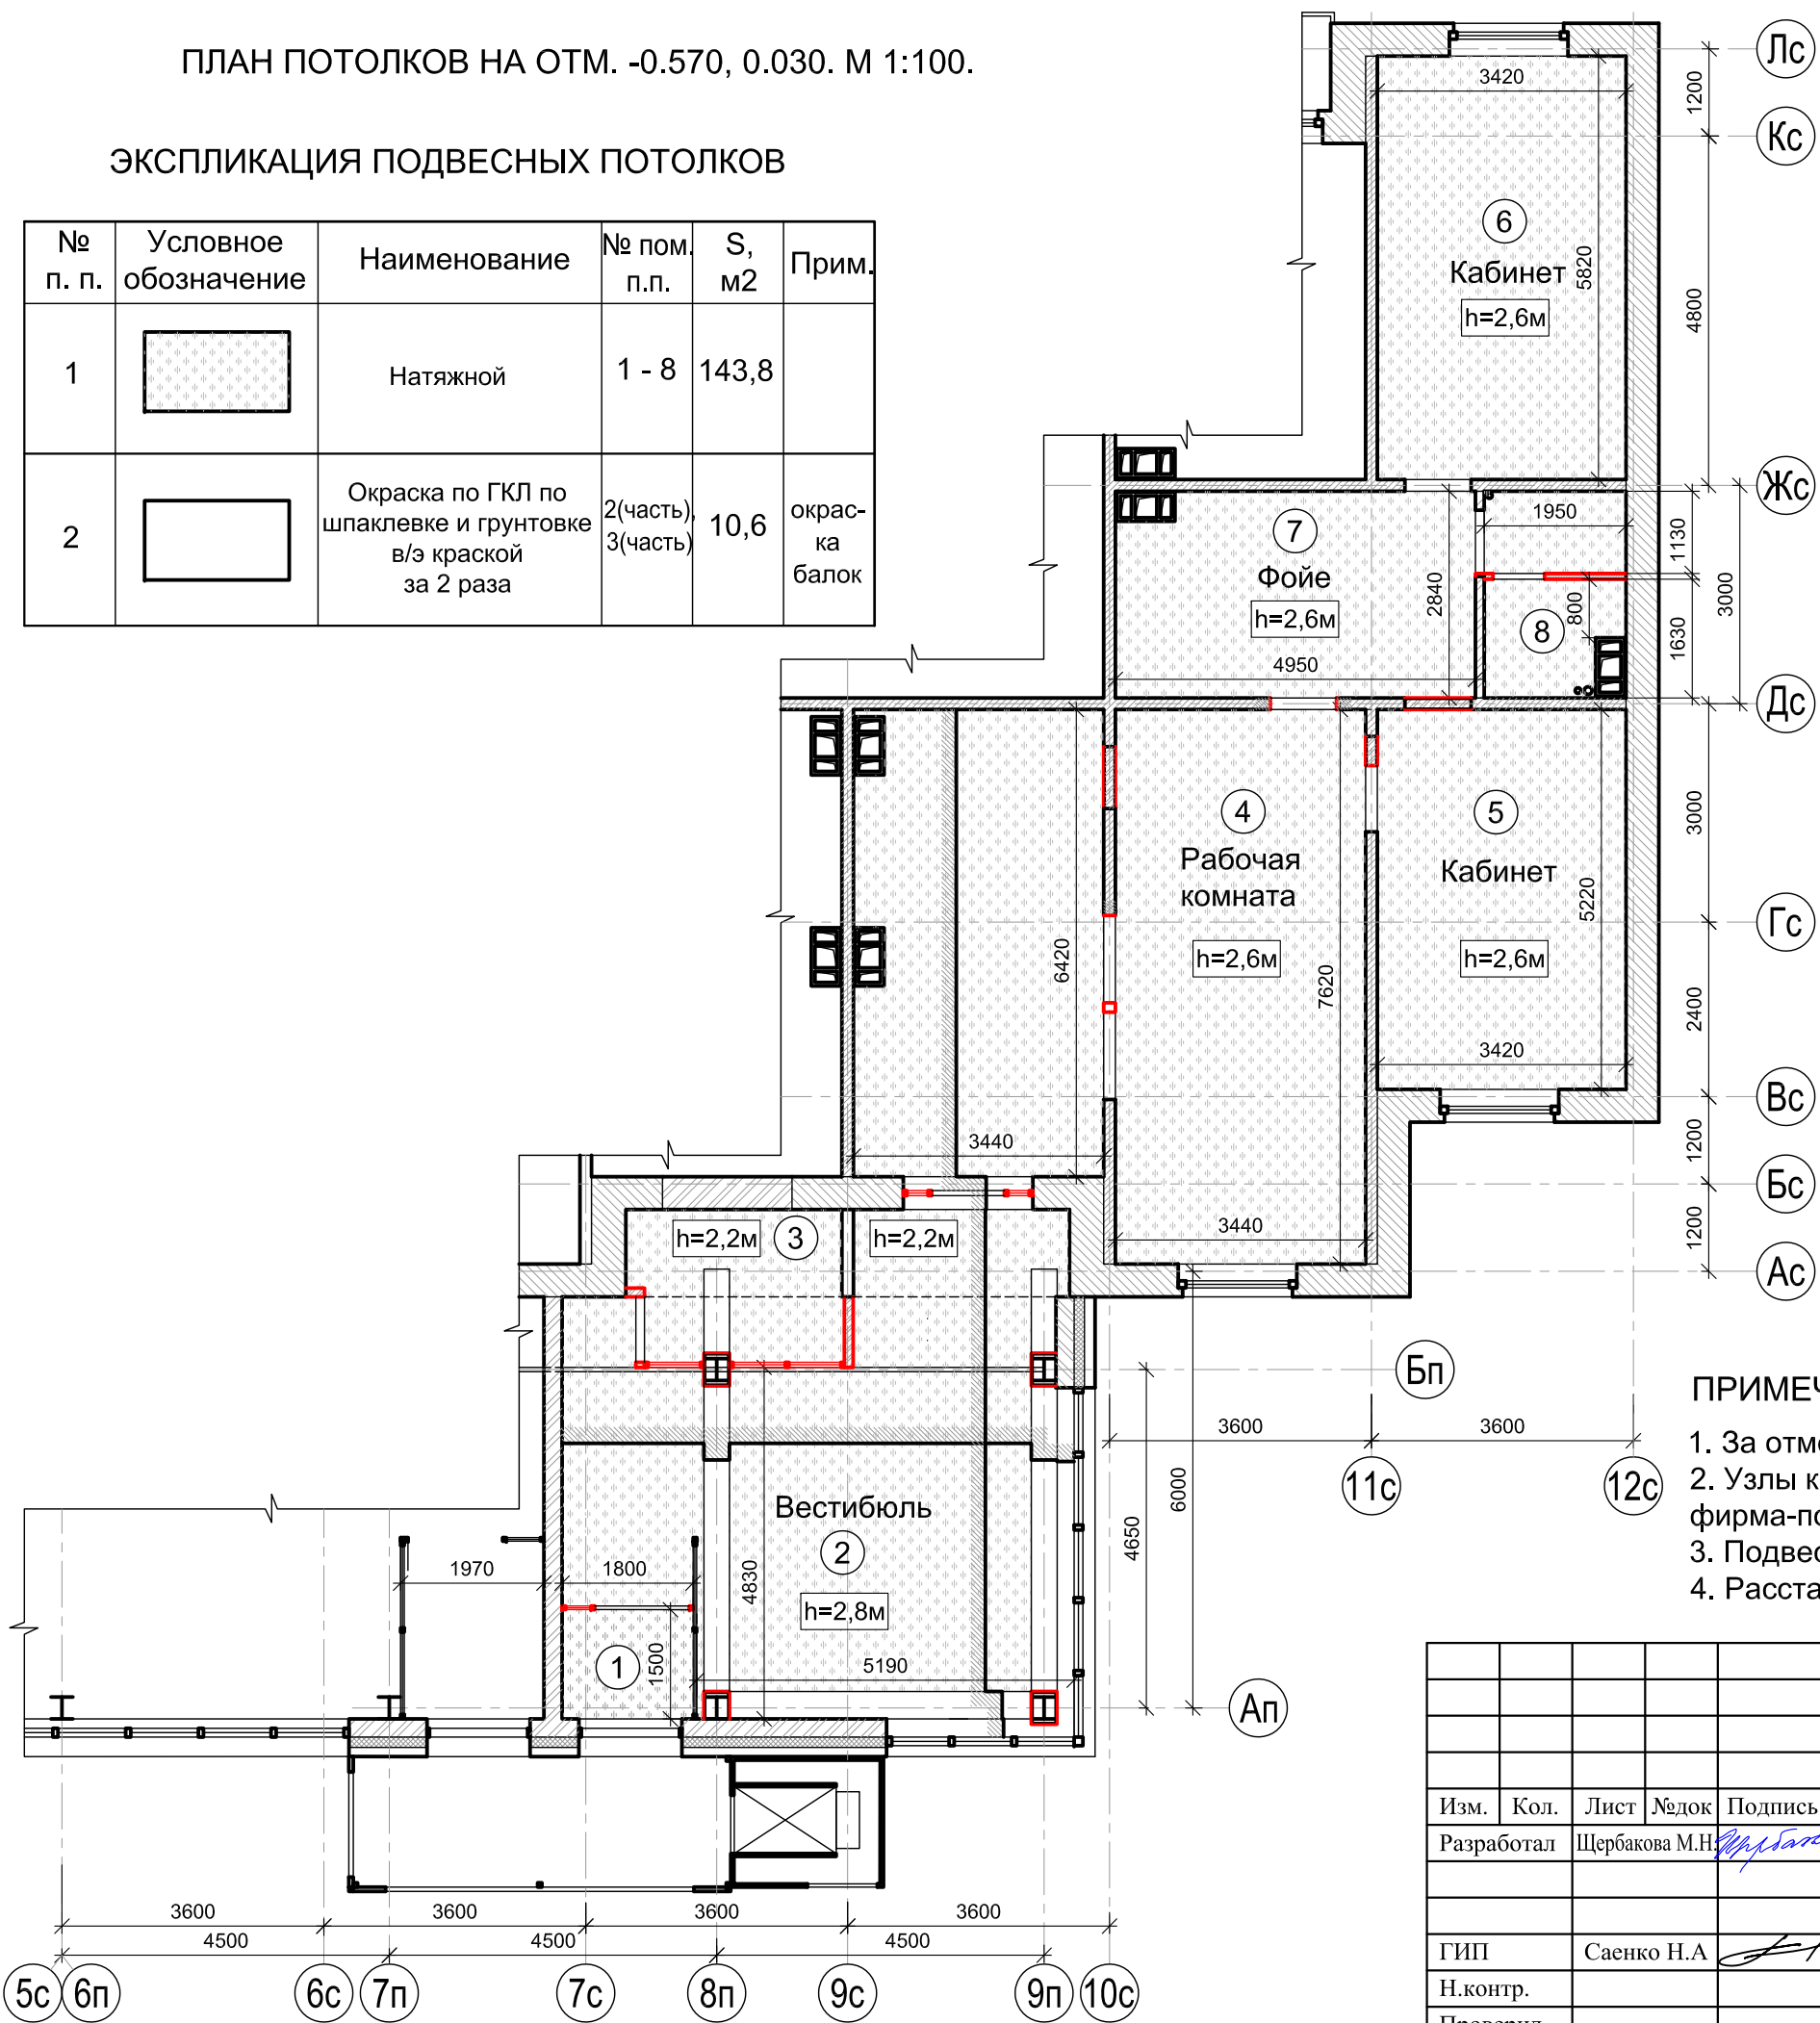 ПЛАН ПОТОЛКОВ НА ОТМ. -0.570, 0.030. М 1:100.
ЭКСПЛИКАЦИЯ ПОДВЕСНЫХ ПОТОЛКОВ
№ п. п.
Условное обозначение
Наименование
№ пом. п.п.
S, м2
Прим.
1
Натяжной
1 - 8
143,8
2
Окраска по ГКЛ по
шпаклевке и грунтовке
в/э краской
за 2 раза
2(часть),
3(часть)
10,6
окрас-
ка
балок
3420
6
Кабинет
5820
h=2,6м
Лс
1200
Кс
4800
Жс
7
Фойе
h=2,6м
2840
4950
1950
1130
800
8
1630
3000
Дс
4
Рабочая
комната
h=2,6м
7620
3440
5
Кабинет
h=2,6м
5220
3420
3000
Гс
2400
Вс
1200
Бс
1200
Ас
6420
3440
h=2,2м
3
h=2,2м
Бп
3600
3600
11с
12с
6000
4650
Вестибюль
2
h=2,8м
4830
5190
1970
1800
1
1500
Ап
3600
3600
3600
3600
4500
4500
4500
5с
6п
6с
7п
7с
8п
9с
9п
10с
ПРИМЕЧ
1. За отм
2. Узлы к
фирма-по
3. Подвес
4. Расста
Изм.
Кол.
Лист
№док
Подпись
Разработал
Щербакова М.Н.
ГИП
Саенко Н.А
Н.контр.
Проверил